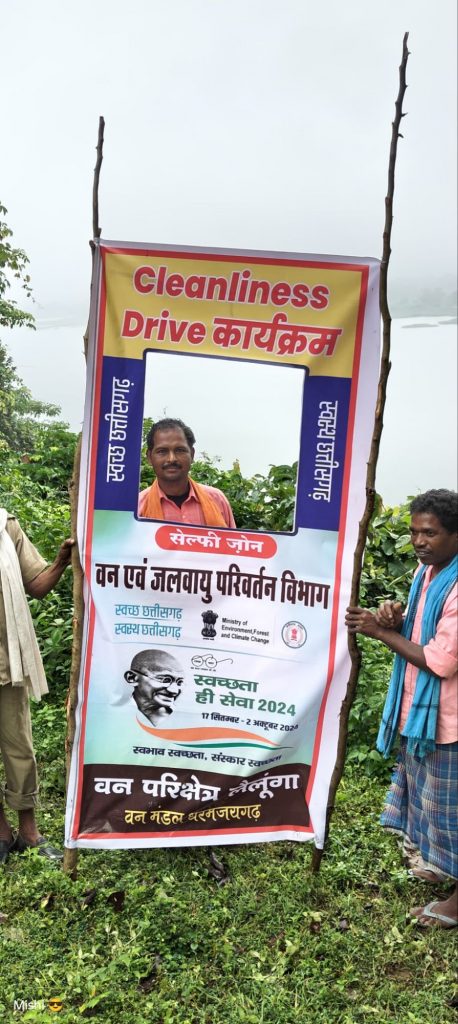 Cleanliness
Drive कार्यक्रम
स्वच्छ छत्तीसगढ़
स्वस्थ छत्तीसगढ़
सेल्फी ज़ोन
वन एवं जलवायु परिवर्तन विभाग
स्वच्छ छत्तीसगढ़
स्वस्थ छत्तीसगढ़
Ministry of
Environment,Forest
and Climate Change
स्वच्छता
ही सेवा 2024
17 सितम्बर - 2 अक्टूबर 2024
स्वभाव स्वच्छता, संस्कार स्वच्छता
वन परिक्षेत्र लैलूंगा
वन मंडल धरमजयगढ़
Mishi 😎